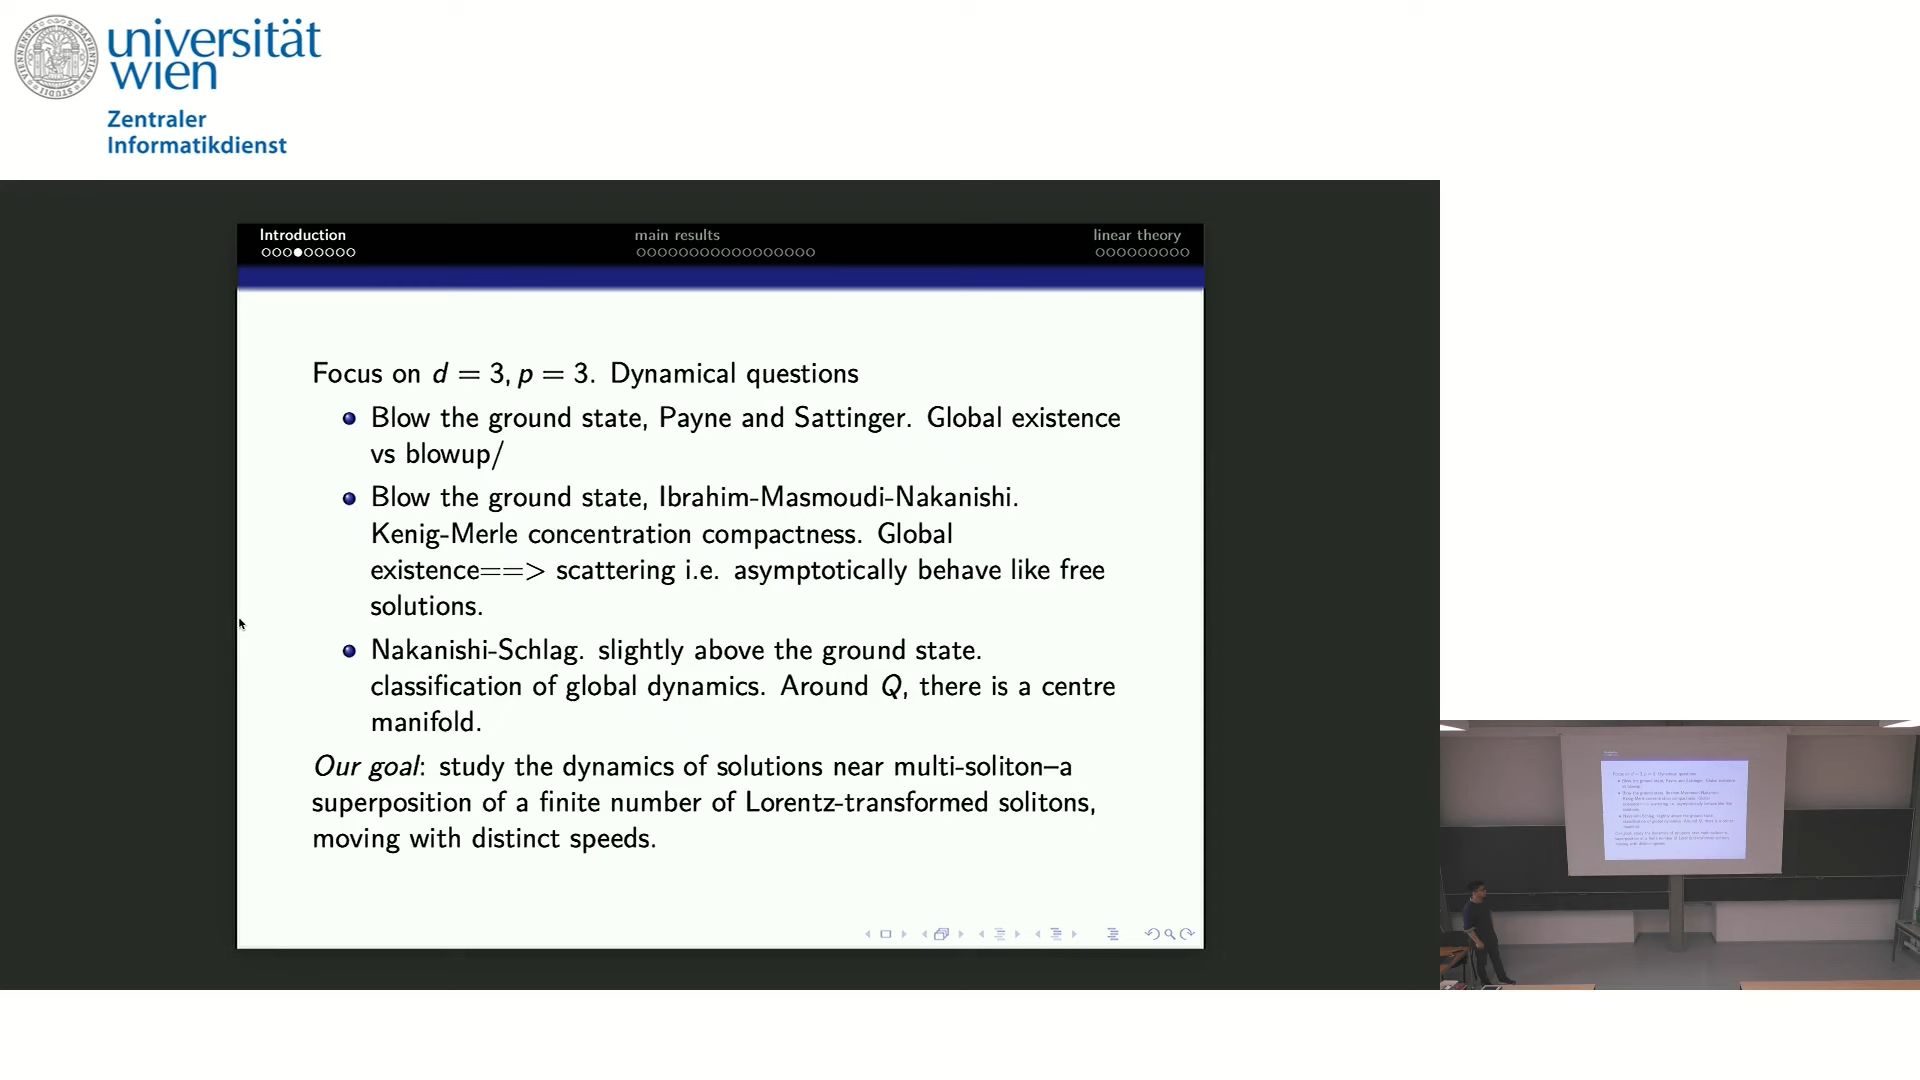 universität
wien
Zentraler
Informatikdienst
Introduction
main results
linear theory
Focus on d = 3, p = 3. Dynamical questions
Blow the ground state, Payne and Sattinger. Global existence
vs blowup/
Blow the ground state, Ibrahim-Masmoudi-Nakanishi.
Kenig-Merle concentration compactness. Global
existence==> scattering i.e. asymptotically behave like free
solutions.
Nakanishi-Schlag. slightly above the ground state.
classification of global dynamics. Around Q, there is a centre
manifold.
Our goal: study the dynamics of solutions near multi-soliton–a
superposition of a finite number of Lorentz-transformed solitons,
moving with distinct speeds.